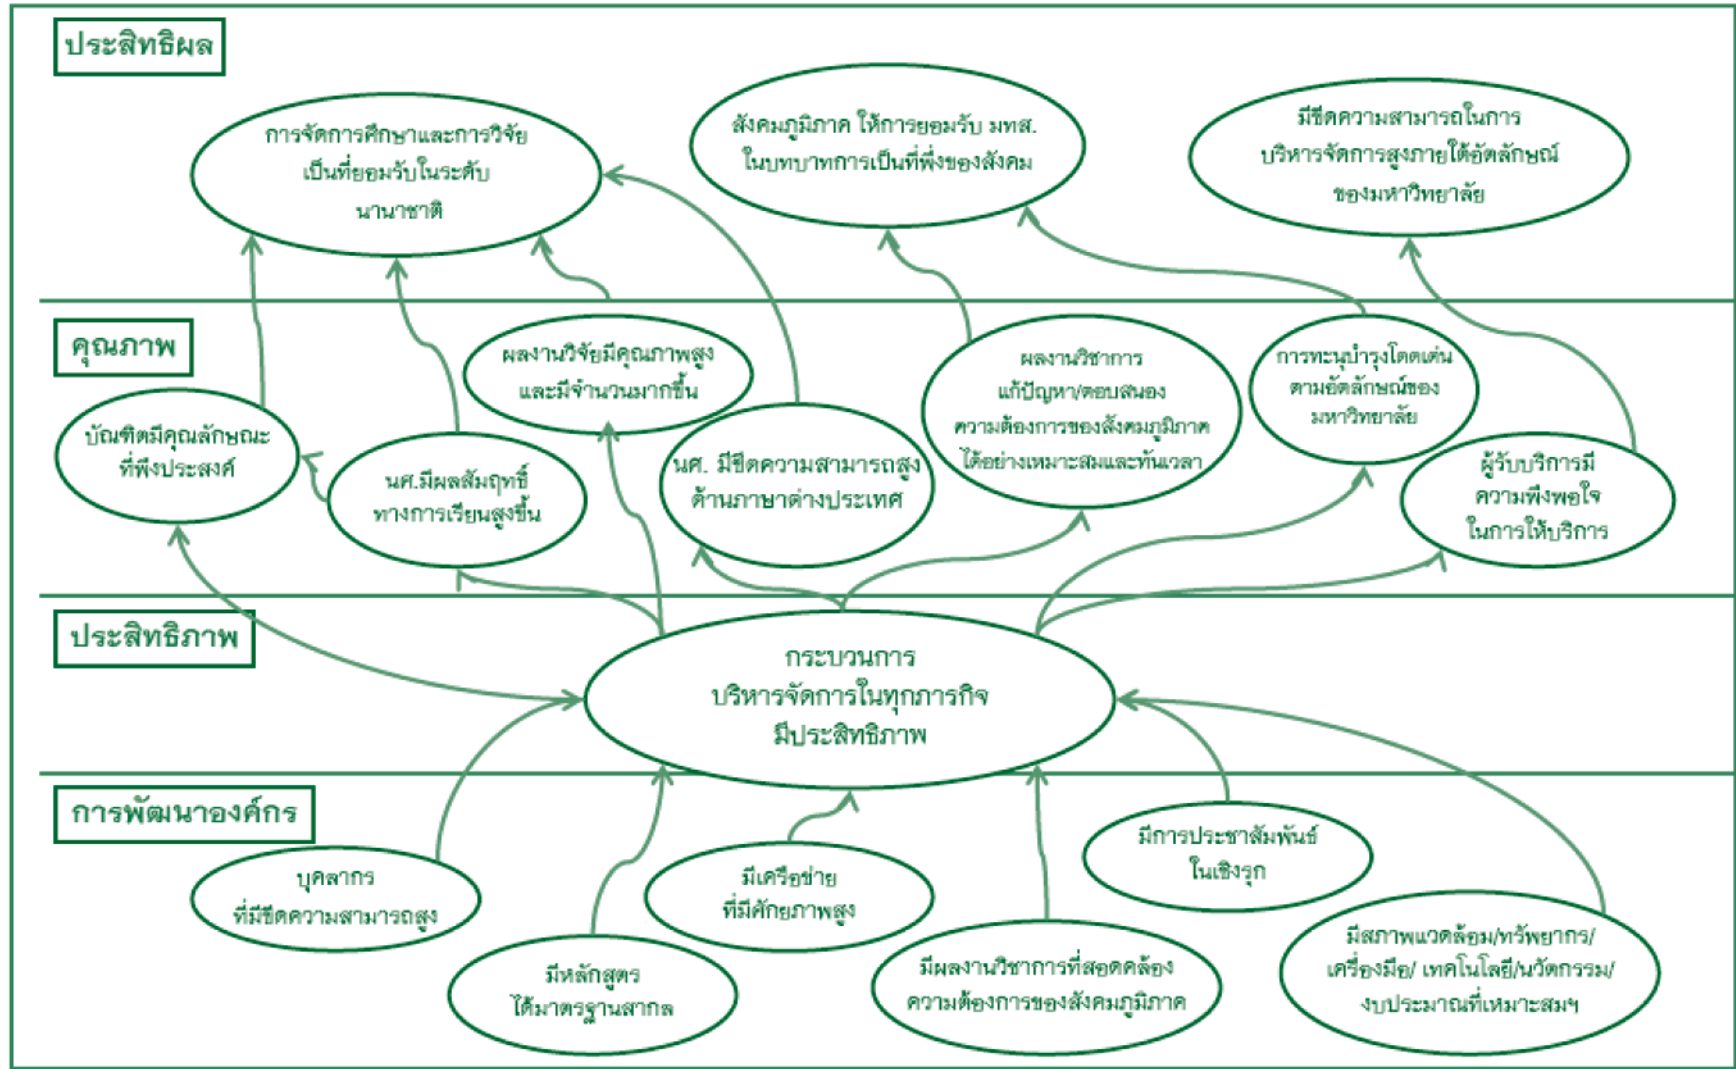 ประสิทธิผล
การจัดการศึกษาและการวิจัย
เป็นที่ยอมรับในระดับ
นานาชาติ
สังคมภูมิภาค ให้การยอมรับ มทส.
ในบทบาทการเป็นที่พึ่งของสังคม
มีขีดความสามารถในการ
บริหารจัดการสูงภายใต้อัตลักษณ์
ของมหาวิทยาลัย
คุณภาพ
บัณฑิตมีคุณลักษณะ
ที่พึงประสงค์
นศ.มีผลสัมฤทธิ์
ทางการเรียนสูงขึ้น
ผลงานวิจัยมีคุณภาพสูง
และมีจำนวนมากขึ้น
นศ. มีขีดความสามารถสูง
ด้านภาษาต่างประเทศ
ผลงานวิชาการ
แก้ปัญหา/ตอบสนอง
ความต้องการของสังคมภูมิภาค
ได้อย่างเหมาะสมและทันเวลา
การทะนุบำรุงโดดเด่น
ตามอัตลักษณ์ของ
มหาวิทยาลัย
ผู้รับบริการมี
ความพึงพอใจ
ในการให้บริการ
ประสิทธิภาพ
กระบวนการ
บริหารจัดการในทุกภารกิจ
มีประสิทธิภาพ
การพัฒนาองค์กร
บุคลากร
ที่มีขีดความสามารถสูง
มีหลักสูตร
ได้มาตรฐานสากล
มีเครือข่าย
ที่มีศักยภาพสูง
มีผลงานวิชาการที่สอดคล้อง
ความต้องการของสังคมภูมิภาค
มีการประชาสัมพันธ์
ในเชิงรุก
มีสภาพแวดล้อม/ทรัพยากร/
เครื่องมือ/ เทคโนโลยี/นวัตกรรม/
งบประมาณที่เหมาะสมฯ